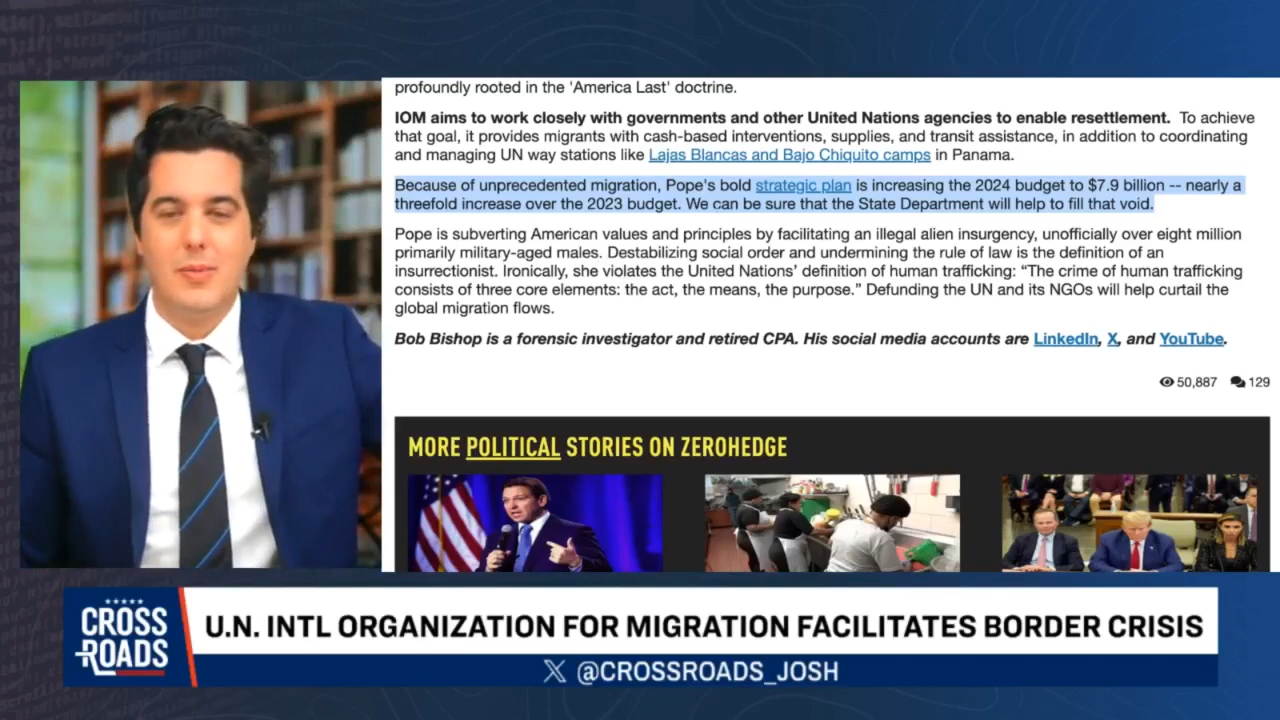 profoundly rooted in the 'America Last' doctrine.
IOM aims to work closely with governments and other United Nations agencies to enable resettlement. To achieve
that goal, it provides migrants with cash-based interventions, supplies, and transit assistance, in addition to coordinating
and managing UN way stations like Lajas Blancas and Bajo Chiquito camps in Panama.
Because of unprecedented migration, Pope's bold strategic plan is increasing the 2024 budget to $7.9 billion -- nearly a
threefold increase over the 2023 budget. We can be sure that the State Department will help to fill that void.
Pope is subverting American values and principles by facilitating an illegal alien insurgency, unofficially over eight million
primarily military-aged males. Destabilizing social order and undermining the rule of law is the definition of an
insurrectionist. Ironically, she violates the United Nations' definition of human trafficking: “The crime of human trafficking
consists of three core elements: the act, the means, the purpose.” Defunding the UN and its NGOs will help curtail the
global migration flows.
Bob Bishop is a forensic investigator and retired CPA. His social media accounts are LinkedIn, X, and YouTube.
50,887 129
MORE POLITICAL STORIES ON ZEROHEDGE
CROSS
ROADS
U.N. INTL ORGANIZATION FOR MIGRATION FACILITATES BORDER CRISIS
X @CROSSROADS_JOSH